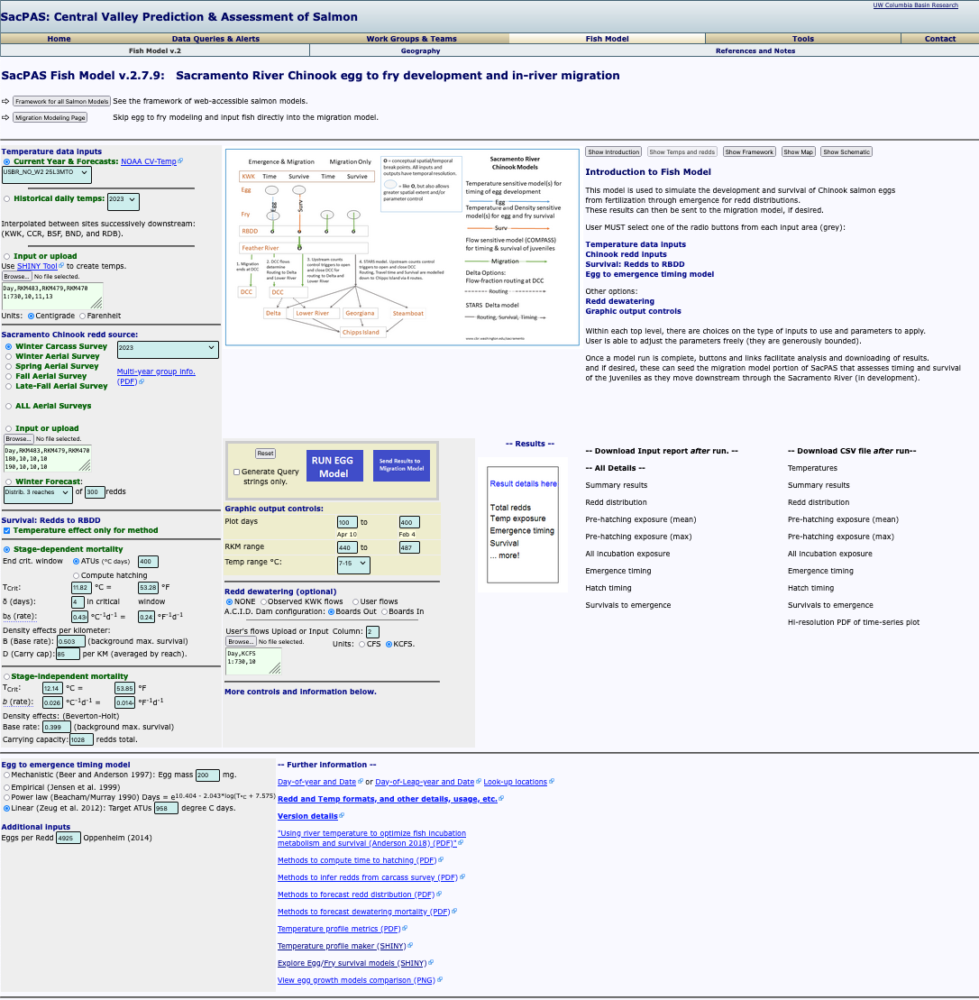 UW Columbia Basin Research
SacPAS: Central Valley Prediction & Assessment of Salmon
Home Data Queries & Alerts Work Groups & Teams Fish Model Tools Contact
Fish Model v.2 Geography References and Notes
SacPAS Fish Model v.2.7.9: Sacramento River Chinook egg to fry development and in-river migration
⇨ Framework for all Salmon Models See the framework of web-accessible salmon models.
⇨ Migration Modeling Page Skip egg to fry modeling and input fish directly into the migration model.
Temperature data inputs
Current Year & Forecasts: NOAA CV-Temp
USBR_NO_W2 25L3MTO
Historical daily temps: 2023
Interpolated between sites successively downstream:
(KWK, CCR, BSF, BND, and RDB).
Input or upload
Use SHINY Tool to create temps.
Browse... No file selected.
Day,RKM483,RKM479,RKM470
1:730,10,11,13
Units: Centigrade Farenheit
Sacramento Chinook redd source:
Winter Carcass Survey 2023
Winter Aerial Survey
Spring Aerial Survey
Fall Aerial Survey
Late-Fall Aerial Survey
Multi-year group info.
(PDF)
ALL Aerial Surveys
Input or upload
Browse... No file selected.
Day,RKM483,RKM479,RKM470
180,10,10,10
190,10,10,10
Winter Forecast:
Distrib. 3 reaches of 300 redds
Survival: Redds to RBDD
Temperature effect only for method
Stage-dependent mortality
End crit. window ATUs (°C days) 400
Compute hatching
TCrit: 11.82 °C = 53.28 °F
δ (days): 4 in critical window
bδ (rate): 0.43 °C-1d-1 = 0.24 °F-1d-1
Density effects per kilometer:
B (Base rate): 0.503 (background max. survival)
D (Carry cap): 85 per KM (averaged by reach).
Stage-independent mortality
TCrit: 12.14 °C = 53.85 °F
b (rate): 0.026 °C-1d-1 0.014 °F-1d-1
Density effects: (Beverton-Holt)
Base rate: 0.399 (background max. survival)
Carrying capacity: 1028 redds total.
Emergence & Migration Migration Only
KWK Time Survive Time Survive
Egg
Egg
Surv
Fry
RBDD
Feather River
O = conceptual spatial/temporal
break points. All inputs and
outputs have temporal resolution.
= like O, but also allows
greater spatial extent and/or
parameter control
1. Migration
ends at DCC
2. DCC flows
determine
Routing to Delta
and Lower River
3. Upstream counts
control triggers to
open and close DCC
for routing to Delta
and Lower River
4. STARS model. Upstream counts
control triggers to open and close DCC
Routing, Travel time and Survival are modelled
down to Chipps Island via 4 routes.
DCC DCC
Delta Lower River Georgiana Steamboat
Chipps Island
Sacramento River
Chinook Models
Temperature sensitive model(s) for
timing of egg development
Egg
Temperature and Density sensitive
model(s) for egg and fry survival
Surv
Flow sensitive model (COMPASS)
for timing & survival of juveniles
Migration
Delta Options:
Flow-fraction routing at DCC
Routing
STARS Delta model
Routing, Survival, Timing
www.cbr.washington.edu/sacramento
Show Introduction Show Temps and redds Show Framework Show Map Show Schematic
Introduction to Fish Model
This model is used to simulate the development and survival of Chinook salmon eggs
from fertilization through emergence for redd distributions.
These results can then be sent to the migration model, if desired.
User MUST select one of the radio buttons from each input area (grey):
Temperature data inputs
Chinook redd inputs
Survival: Redds to RBDD
Egg to emergence timing model
Other options:
Redd dewatering
Graphic output controls
Within each top level, there are choices on the type of inputs to use and parameters to apply.
User is able to adjust the parameters freely (they are generously bounded).
Once a model run is complete, buttons and links facilitate analysis and downloading of results.
and if desired, these can seed the migration model portion of SacPAS that assesses timing and survival
of the juveniles as they move downstream through the Sacramento River (in development).
Reset
Generate Query
strings only.
RUN EGG
Model
Send Results to
Migration Model
Graphic output controls:
Plot days 100 to 400
Apr 10 Feb 4
RKM range 440 to 487
Temp range °C: 7-15
Redd dewatering (optional)
NONE Observed KWK flows User flows
A.C.I.D. Dam configuration: Boards Out Boards In
User's flows Upload or Input Column: 2
Browse... No file selected. Units: CFS KCFS.
Day,KCFS
1:730,10
More controls and information below.
-- Results --
Result details here
Total redds
Temp exposure
Emergence timing
Survival
... more!
-- Download Input report after run. --
-- All Details --
Summary results
Redd distribution
Pre-hatching exposure (mean)
Pre-hatching exposure (max)
All incubation exposure
Emergence timing
Hatch timing
Survivals to emergence
-- Download CSV file after run--
Temperatures
Summary results
Redd distribution
Pre-hatching exposure (mean)
Pre-hatching exposure (max)
All incubation exposure
Emergence timing
Hatch timing
Survivals to emergence
Hi-resolution PDF of time-series plot
Egg to emergence timing model
Mechanistic (Beer and Anderson 1997): Egg mass 200 mg.
Empirical (Jensen et al. 1999)
Power law (Beacham/Murray 1990) Days = e10.404 - 2.043*log(T°C + 7.575)
Linear (Zeug et al. 2012): Target ATUs 958 degree C days.
Additional inputs
Eggs per Redd 4925 Oppenheim (2014)
-- Further information --
Day-of-year and Date or Day-of-Leap-year and Date Look-up locations
Redd and Temp formats, and other details, usage, etc.
Version details
"Using river temperature to optimize fish incubation
metabolism and survival (Anderson 2018) (PDF)"
Methods to compute time to hatching (PDF)
Methods to infer redds from carcass survey (PDF)
Methods to forecast redd distribution (PDF)
Methods to forecast dewatering mortality (PDF)
Temperature profile metrics (PDF)
Temperature profile maker (SHINY)
Explore Egg/Fry survival models (SHINY)
View egg growth models comparison (PNG)